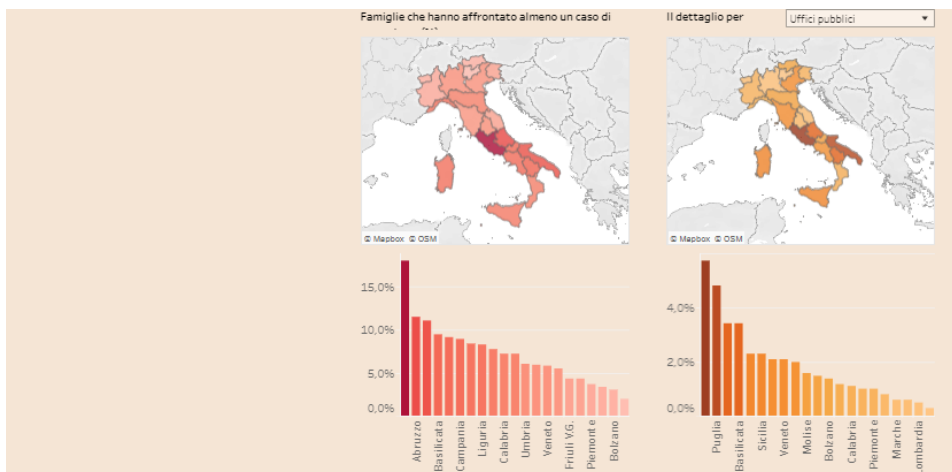 Famiglie che hanno affrontato almeno un caso di
Il dettaglio per
Uffici pubblici
© Mapbox © OSM
© Mapbox © OSM
15,0%
10,0%
5,0%
0,0%
Abruzzo
Basilicata
Campania
Liguria
Calabria
Umbria
Veneto
Friuli V.G.
Piemonte
Bolzano
4,0%
2,0%
0,0%
Puglia
Basilicata
Sicilia
Veneto
Molise
Bolzano
Calabria
Piemonte
Marche
Lombardia